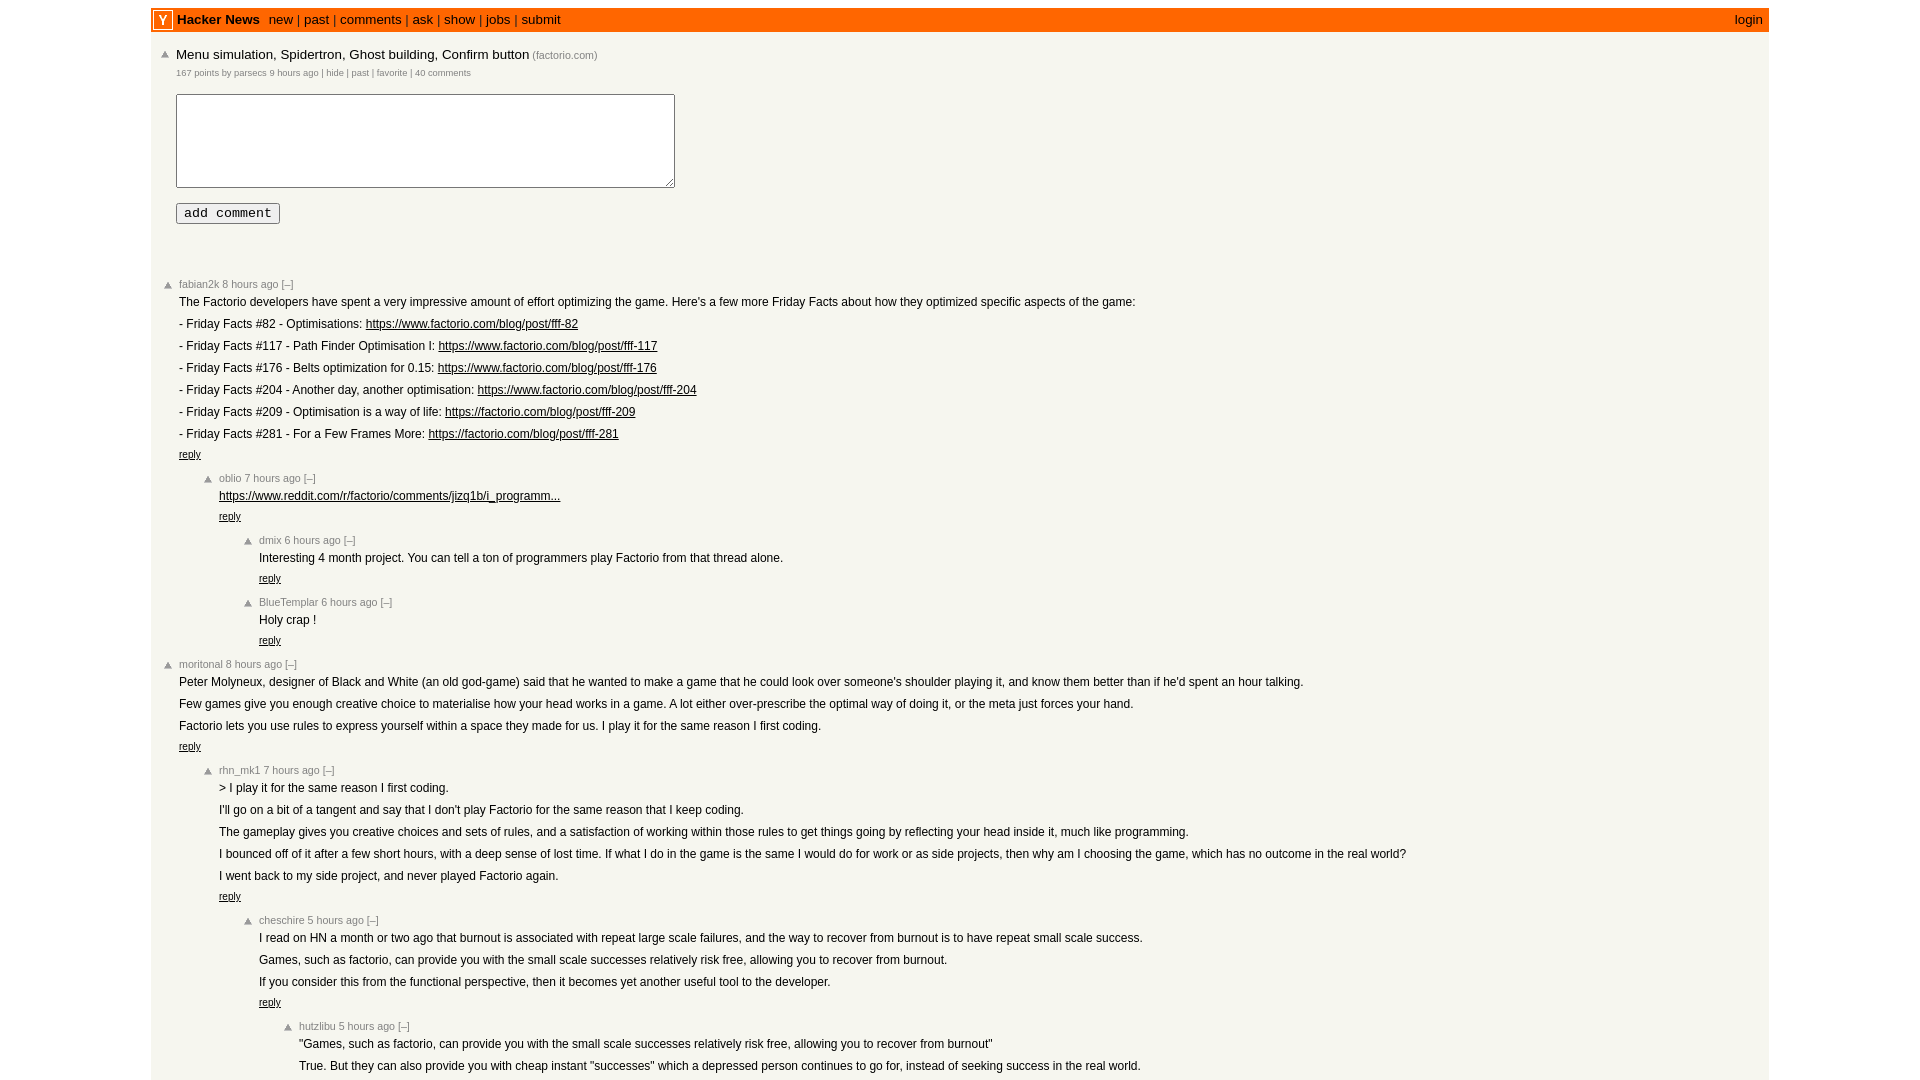 Y Hacker News new | past | comments | ask | show | jobs | submit login
Menu simulation, Spidertron, Ghost building, Confirm button (factorio.com)
167 points by parsecs 9 hours ago | hide | past | favorite | 40 comments
add comment
fabian2k 8 hours ago [–]
The Factorio developers have spent a very impressive amount of effort optimizing the game. Here's a few more Friday Facts about how they optimized specific aspects of the game:
- Friday Facts #82 - Optimisations: https://www.factorio.com/blog/post/fff-82
- Friday Facts #117 - Path Finder Optimisation I: https://www.factorio.com/blog/post/fff-117
- Friday Facts #176 - Belts optimization for 0.15: https://www.factorio.com/blog/post/fff-176
- Friday Facts #204 - Another day, another optimisation: https://www.factorio.com/blog/post/fff-204
- Friday Facts #209 - Optimisation is a way of life: https://factorio.com/blog/post/fff-209
- Friday Facts #281 - For a Few Frames More: https://factorio.com/blog/post/fff-281
reply
oblio 7 hours ago [–]
https://www.reddit.com/r/factorio/comments/jizq1b/i_programm...
reply
dmix 6 hours ago [–]
Interesting 4 month project. You can tell a ton of programmers play Factorio from that thread alone.
reply
BlueTemplar 6 hours ago [–]
Holy crap !
reply
moritonal 8 hours ago [–]
Peter Molyneux, designer of Black and White (an old god-game) said that he wanted to make a game that he could look over someone's shoulder playing it, and know them better than if he'd spent an hour talking.
Few games give you enough creative choice to materialise how your head works in a game. A lot either over-prescribe the optimal way of doing it, or the meta just forces your hand.
Factorio lets you use rules to express yourself within a space they made for us. I play it for the same reason I first coding.
reply
rhn_mk1 7 hours ago [–]
> I play it for the same reason I first coding.
I'll go on a bit of a tangent and say that I don't play Factorio for the same reason that I keep coding.
The gameplay gives you creative choices and sets of rules, and a satisfaction of working within those rules to get things going by reflecting your head inside it, much like programming.
I bounced off of it after a few short hours, with a deep sense of lost time. If what I do in the game is the same I would do for work or as side projects, then why am I choosing the game, which has no outcome in the real world?
I went back to my side project, and never played Factorio again.
reply
cheschire 5 hours ago [–]
I read on HN a month or two ago that burnout is associated with repeat large scale failures, and the way to recover from burnout is to have repeat small scale success.
Games, such as factorio, can provide you with the small scale successes relatively risk free, allowing you to recover from burnout.
If you consider this from the functional perspective, then it becomes yet another useful tool to the developer.
reply
hutzlibu 5 hours ago [–]
"Games, such as factorio, can provide you with the small scale successes relatively risk free, allowing you to recover from burnout"
True. But they can also provide you with cheap instant "successes" which a depressed person continues to go for, instead of seeking success in the real world.